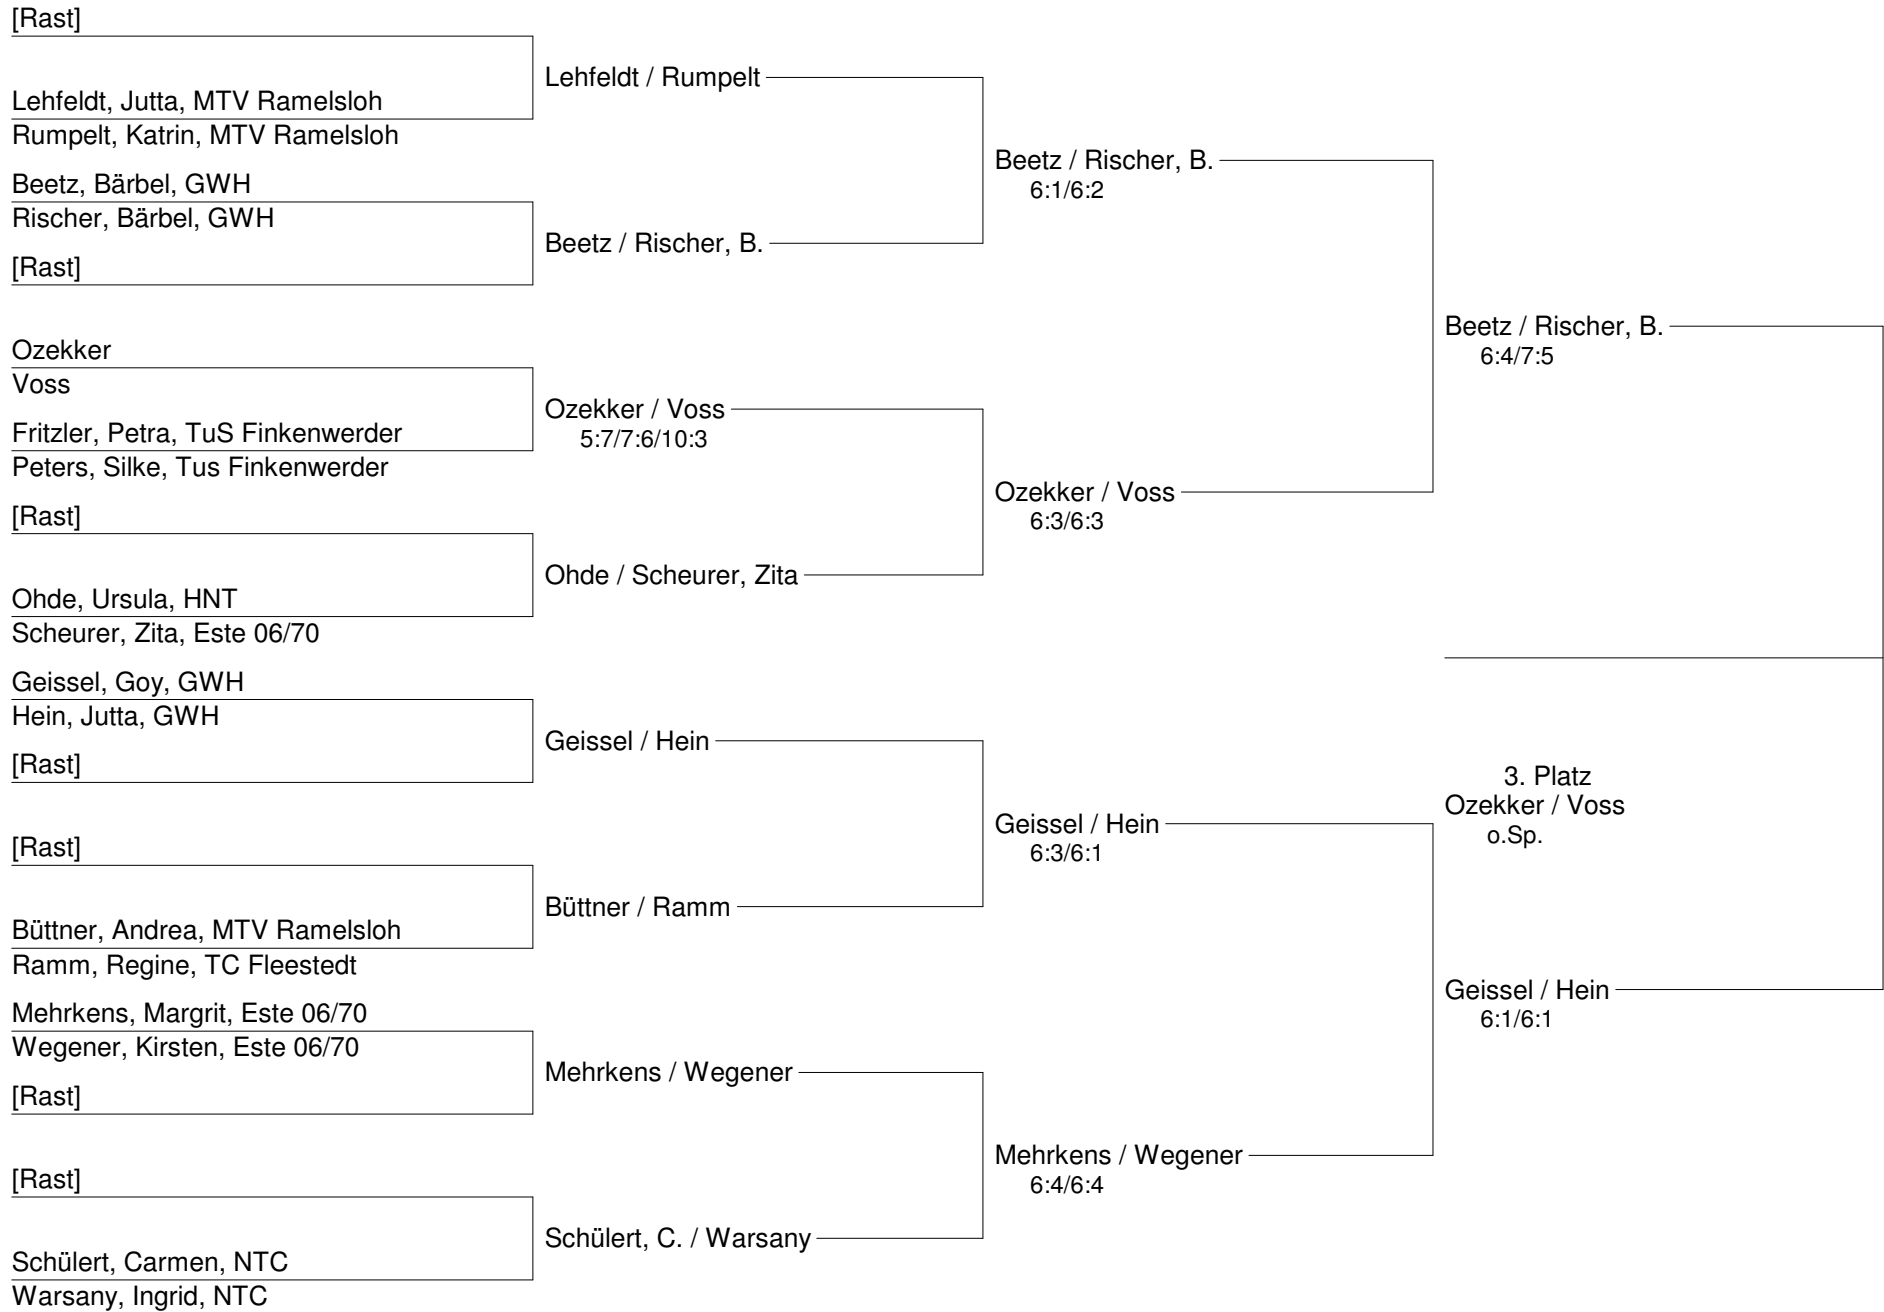 [Rast]
Lehfeldt, Jutta, MTV Ramelsloh
Rumpelt, Katrin, MTV Ramelsloh
Beetz, Bärbel, GWH
Rischer, Bärbel, GWH
[Rast]
Ozekker
Voss
Fritzler, Petra, TuS Finkenwerder
Peters, Silke, Tus Finkenwerder
[Rast]
Ohde, Ursula, HNT
Scheurer, Zita, Este 06/70
Geissel, Goy, GWH
Hein, Jutta, GWH
[Rast]
[Rast]
Büttner, Andrea, MTV Ramelsloh
Ramm, Regine, TC Fleestedt
Mehrkens, Margrit, Este 06/70
Wegener, Kirsten, Este 06/70
[Rast]
[Rast]
Schülert, Carmen, NTC
Warsany, Ingrid, NTC
Lehfeldt / Rumpelt
Beetz / Rischer, B.
Ozekker / Voss
5:7/7:6/10:3
Ohde / Scheurer, Zita
Geissel / Hein
Büttner / Ramm
Mehrkens / Wegener
Schülert, C. / Warsany
Beetz / Rischer, B.
6:1/6:2
Ozekker / Voss
6:3/6:3
Geissel / Hein
6:3/6:1
Mehrkens / Wegener
6:4/6:4
Beetz / Rischer, B.
6:4/7:5
3. Platz
Ozekker / Voss
o.Sp.
Geissel / Hein
6:1/6:1